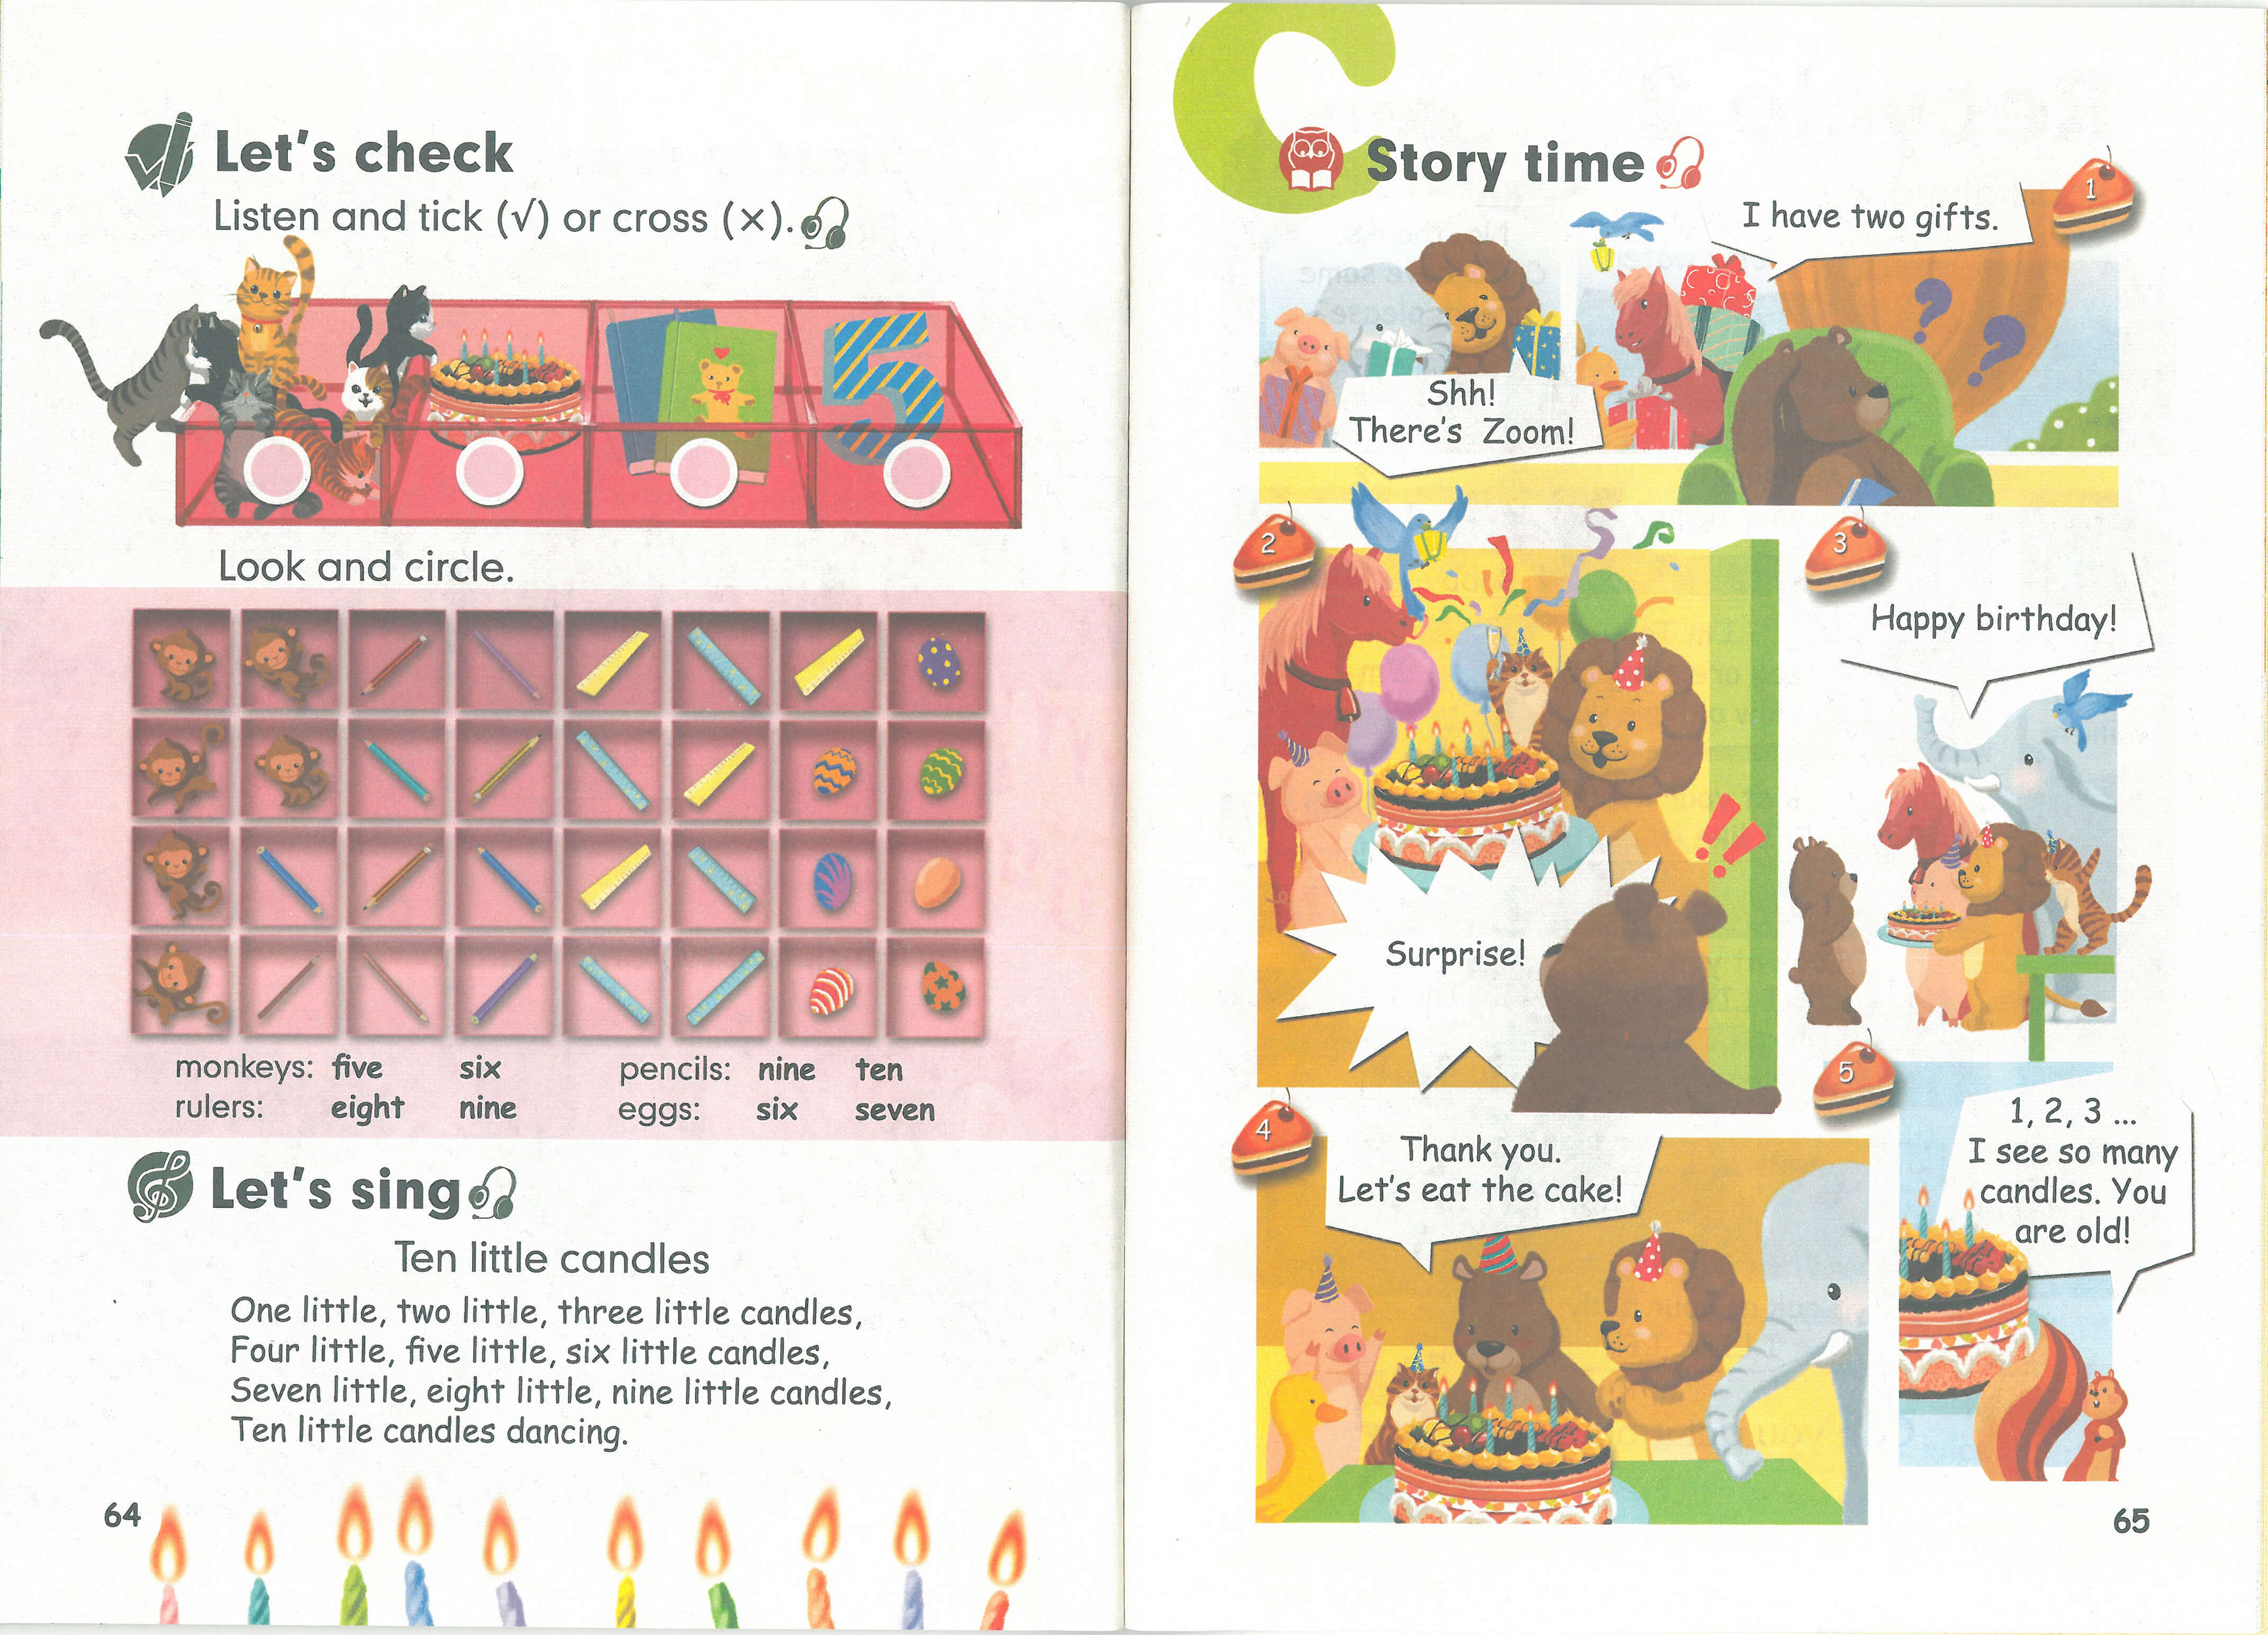 Let's check
Listen and tick (√) or cross (×).
5
Look and circle.
monkeys: five six pencils: nine ten
rulers: eight nine eggs: six seven
Let's sing
Ten little candles
One little, two little, three little candles,
Four little, five little, six little candles,
Seven little, eight little, nine little candles,
Ten little candles dancing.
64
C
Story time
1
I have two gifts.
? ?
Shh!
There's Zoom!
2
!!
Surprise!
3
Happy birthday!
4
Thank you.
Let's eat the cake!
5
1, 2, 3 ...
I see so many
candles. You
are old!
65